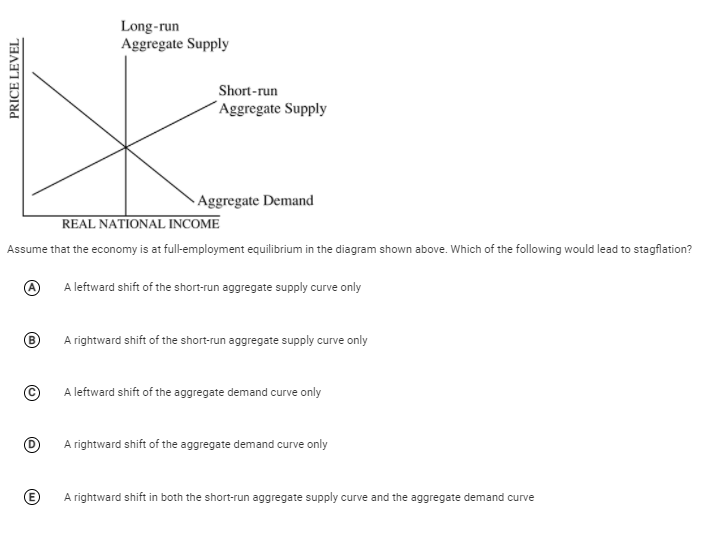 Long-run
Aggregate Supply
PRICE LEVEL
Short-run
Aggregate Supply
Aggregate Demand
REAL NATIONAL INCOME
Assume that the economy is at full-employment equilibrium in the diagram shown above. Which of the following would lead to stagflation?
A A leftward shift of the short-run aggregate supply curve only
B A rightward shift of the short-run aggregate supply curve only
C A leftward shift of the aggregate demand curve only
D A rightward shift of the aggregate demand curve only
E A rightward shift in both the short-run aggregate supply curve and the aggregate demand curve